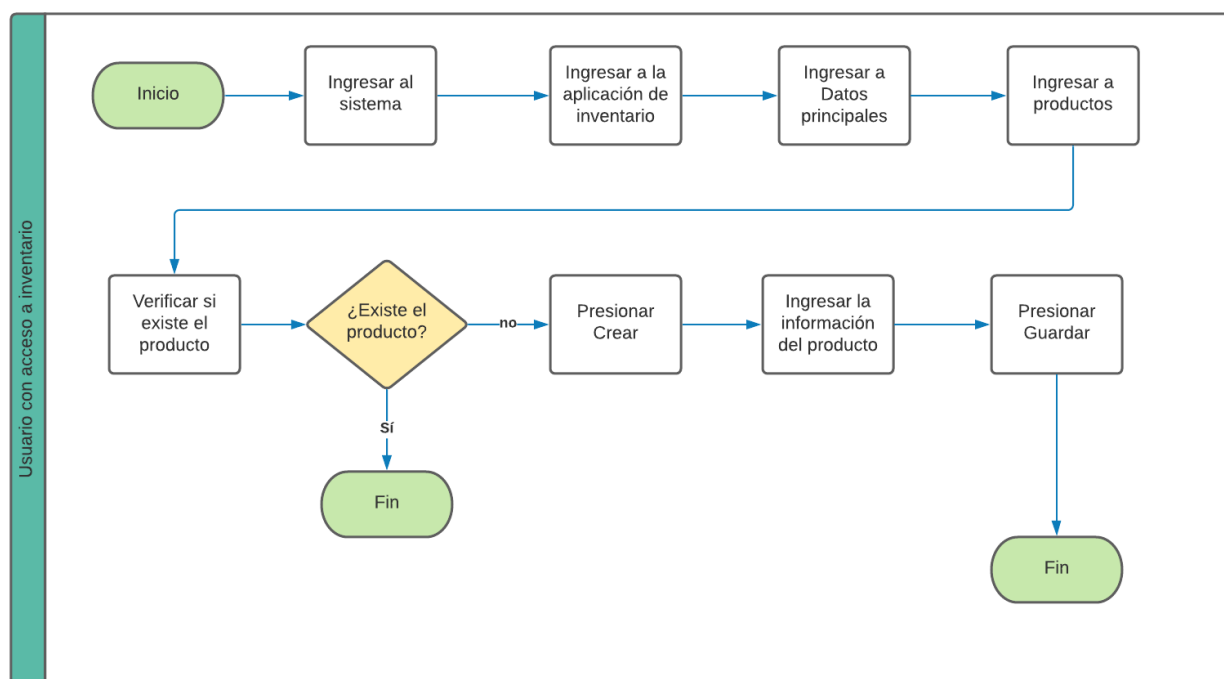 Usuario con acceso a inventario
Inicio
Ingresar al
sistema
Ingresar a la
aplicación de
inventario
Ingresar a
Datos
principales
Ingresar a
productos
Verificar si
existe el
producto
¿Existe el
producto?
no
Presionar
Crear
Ingresar la
información
del producto
Presionar
Guardar
Sí
Fin
Fin